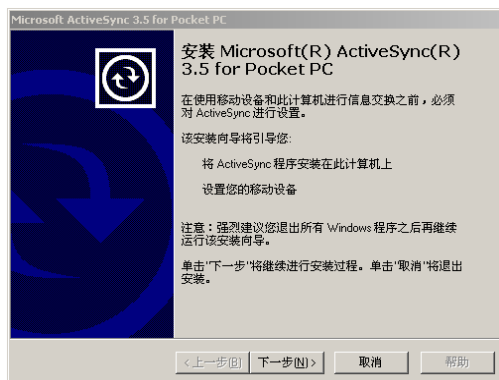 Microsoft ActiveSync 3.5 for Pocket PC
安装 Microsoft(R) ActiveSync(R)
3.5 for Pocket PC
在使用移动设备和此计算机进行信息交换之前，必须
对 ActiveSync 进行设置。
该安装向导将引导您:
将 ActiveSync 程序安装在此计算机上
设置您的移动设备
注意：强烈建议您退出所有 Windows 程序之后再继续
运行该安装向导。
单击"下一步"将继续进行安装过程。单击"取消"将退出
安装。
<上一步(B) 下一步(N)> 取消 帮助